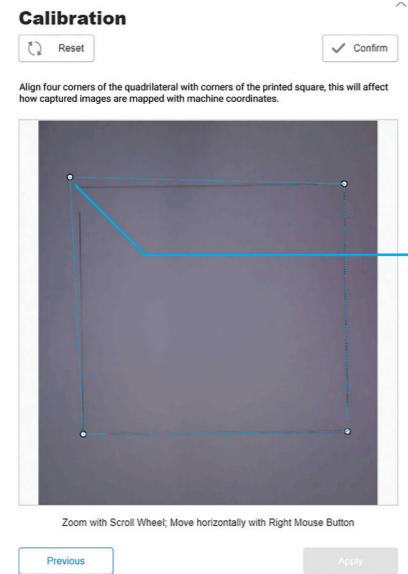 Calibration
Reset
Confirm
Align four corners of the quadrilateral with corners of the printed square, this will affect
how captured images are mapped with machine coordinates.
Zoom with Scroll Wheel; Move horizontally with Right Mouse Button
Previous
Apply